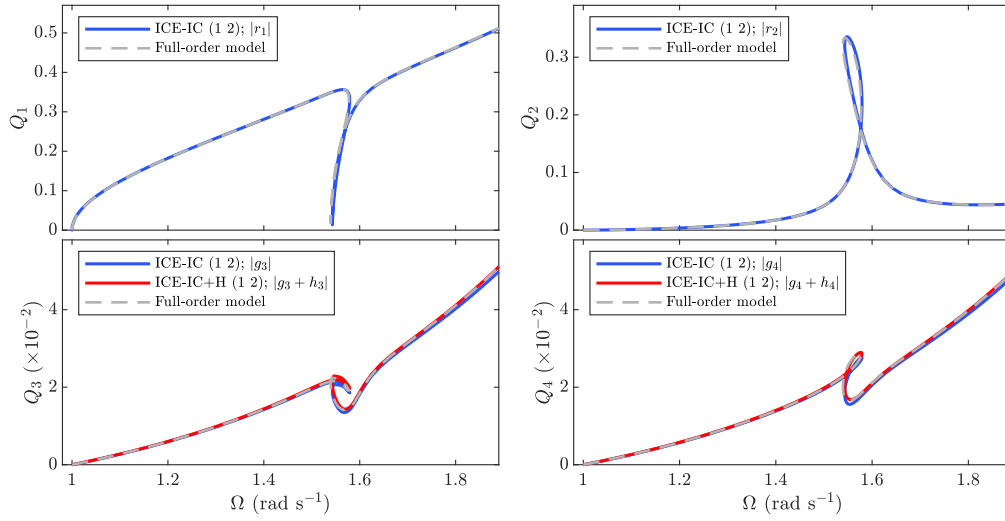 ICE-IC (1 2); |r₁|
Full-order model
Q₁
0.5
0.4
0.3
0.2
0.1
0
ICE-IC (1 2); |r₂|
Full-order model
Q₂
0.3
0.2
0.1
0
ICE-IC (1 2); |g₃|
ICE-IC+H (1 2); |g₃ + h₃|
Full-order model
Q₃ (×10⁻²)
4
2
0
1 1.2 1.4 1.6 1.8
Ω (rad s⁻¹)
ICE-IC (1 2); |g₄|
ICE-IC+H (1 2); |g₄ + h₄|
Full-order model
Q₄ (×10⁻²)
4
2
0
1 1.2 1.4 1.6 1.8
Ω (rad s⁻¹)